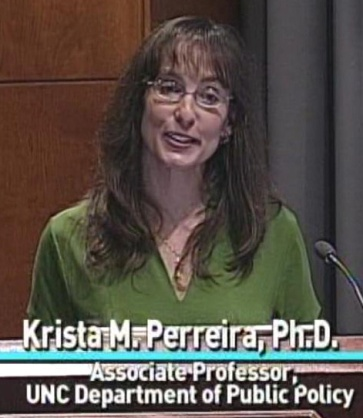 Krista M. Perreira, Ph.D.
Associate Professor,
UNC Department of Public Policy